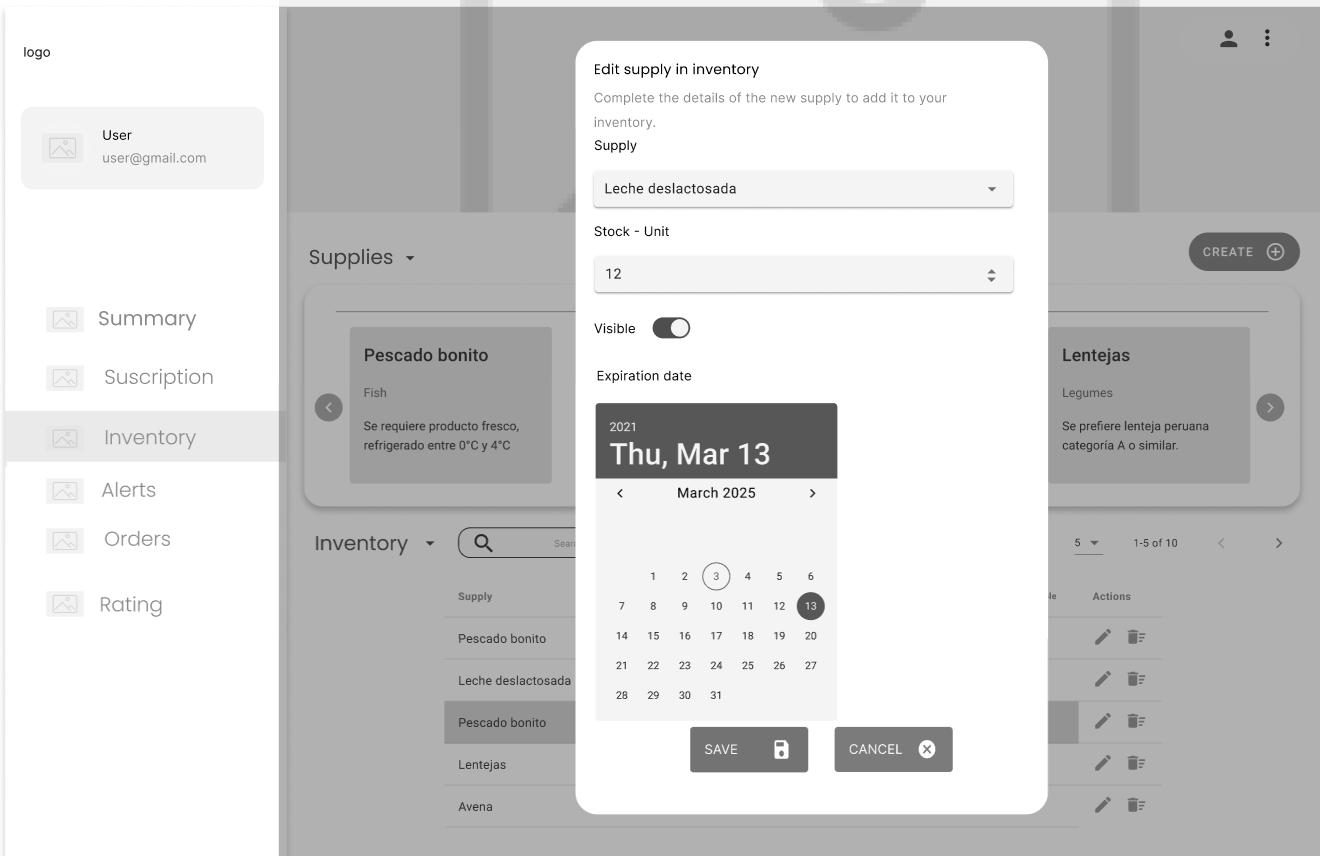 logo
User
user@gmail.com
Summary
Suscription
Inventory
Alerts
Orders
Rating
Supplies
CREATE
Pescado bonito
Fish
Se requiere producto fresco,
refrigerado entre 0°C y 4°C
Lentejas
Legumes
Se prefiere lenteja peruana
categoría A o similar.
Inventory
5
1-5 of 10
Supply
Actions
Pescado bonito
Leche deslactosada
Pescado bonito
Lentejas
Avena
Edit supply in inventory
Complete the details of the new supply to add it to your
inventory.
Supply
Leche deslactosada
Stock - Unit
12
Visible
Expiration date
2021
Thu, Mar 13
March 2025
1 2 3 4 5 6
7 8 9 10 11 12 13
14 15 16 17 18 19 20
21 22 23 24 25 26 27
28 29 30 31
SAVE
CANCEL